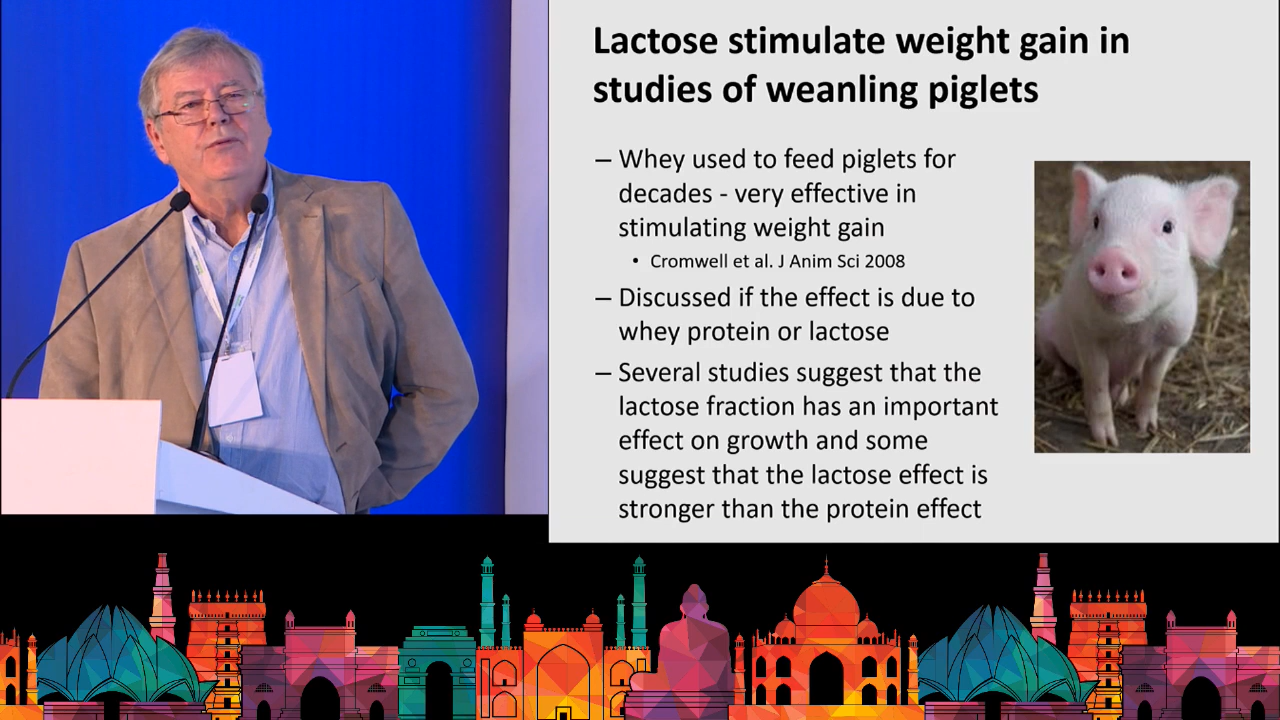 Lactose stimulate weight gain in
studies of weanling piglets
– Whey used to feed piglets for
decades - very effective in
stimulating weight gain
• Cromwell et al. J Anim Sci 2008
– Discussed if the effect is due to
whey protein or lactose
– Several studies suggest that the
lactose fraction has an important
effect on growth and some
suggest that the lactose effect is
stronger than the protein effect